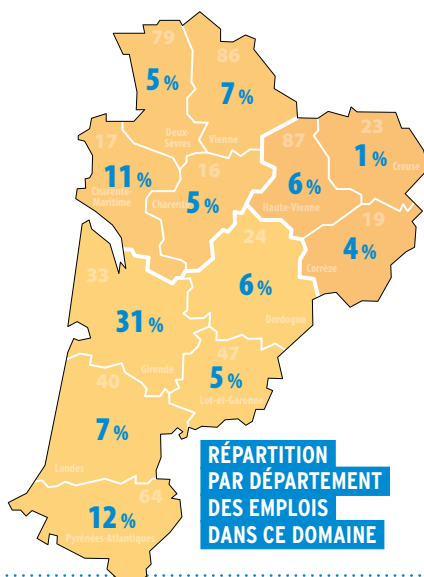 79
5 %
Deux-
Sèvres
86
7 %
Vienne
17
11 %
Charente-
Maritime
16
Charente
5 %
87
6 %
Haute-Vienne
23
1 %
Creuse
19
4 %
Corrèze
24
6 %
Dordogne
33
31 %
Gironde
47
5 %
Lot-et-Garonne
40
7 %
Landes
64
12 %
Pyrénées-Atlantiques
RÉPARTITION
PAR DÉPARTEMENT
DES EMPLOIS
DANS CE DOMAINE